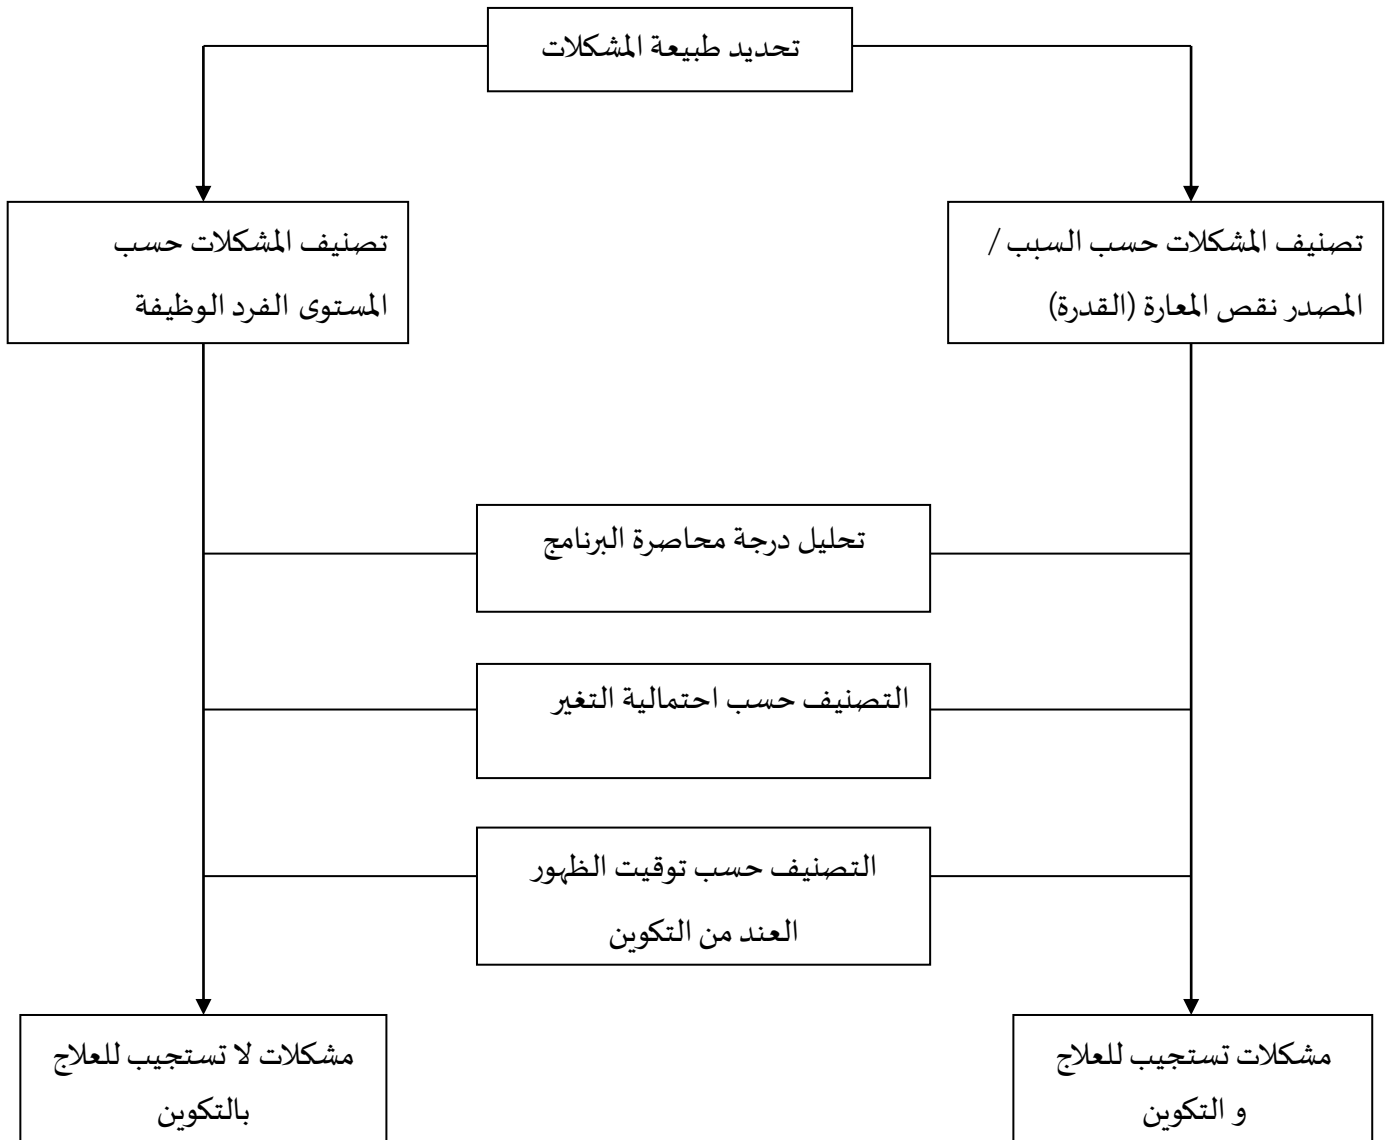 تحديد طبيعة المشكلات
تصنيف المشكلات حسب السبب /
المصدر نقص المعارة (القدرة)
تصنيف المشكلات حسب
المستوى الفرد الوظيفة
تحليل درجة محاصرة البرنامج
التصنيف حسب احتمالية التغير
التصنيف حسب توقيت الظهور
العند من التكوين
مشكلات تستجيب للعلاج
و التكوين
مشكلات لا تستجيب للعلاج
بالتكوين